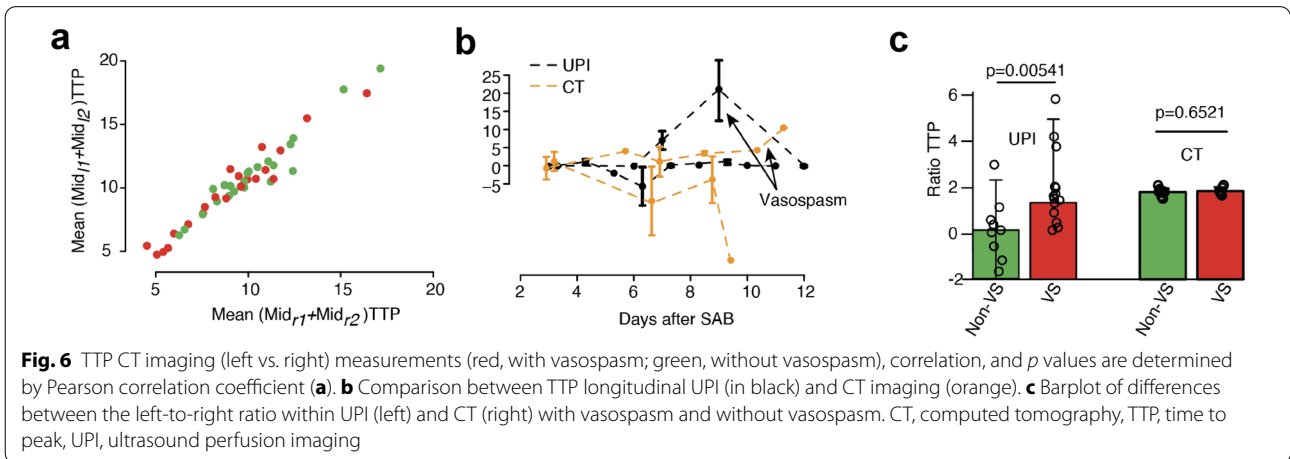 a
b
c
20
15
10
5
Mean (Mid_l1+Mid_l2)TTP
5
10
15
20
Mean (Mid_r1+Mid_r2)TTP
UPI
CT
25
20
15
10
5
0
−5
Vasospasm
2
4
6
8
10
12
Days after SAB
p=0.00541
p=0.6521
UPI
CT
6
4
2
0
-2
Ratio TTP
Non-VS
VS
Non-VS
VS
Fig. 6 TTP CT imaging (left vs. right) measurements (red, with vasospasm; green, without vasospasm), correlation, and p values are determined
by Pearson correlation coefficient (a). b Comparison between TTP longitudinal UPI (in black) and CT imaging (orange). c Barplot of differences
between the left-to-right ratio within UPI (left) and CT (right) with vasospasm and without vasospasm. CT, computed tomography, TTP, time to
peak, UPI, ultrasound perfusion imaging